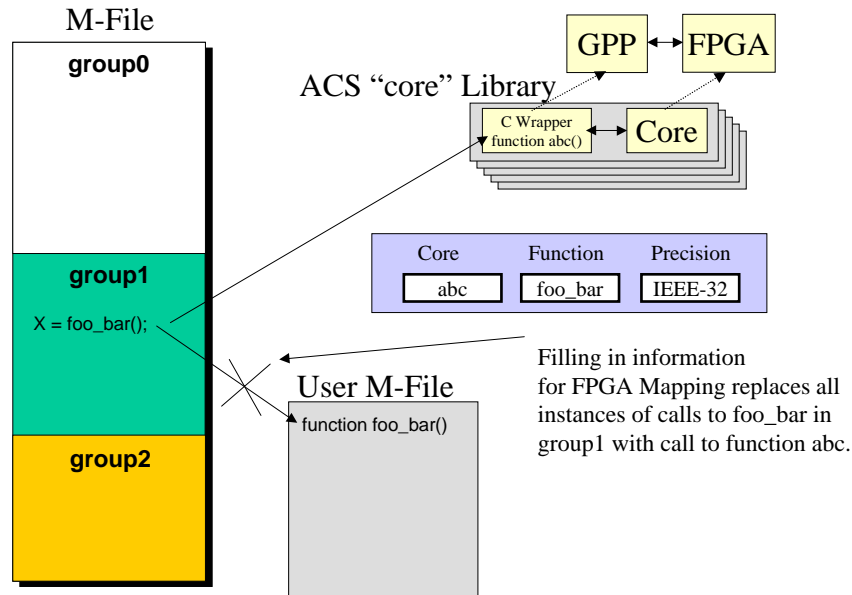 M-File
group0
group1
X = foo_bar();
group2
ACS “core” Library
GPP
FPGA
C Wrapper
function abc()
Core
Core Function Precision
abc foo_bar IEEE-32
Filling in information
for FPGA Mapping replaces all
instances of calls to foo_bar in
group1 with call to function abc.
User M-File
function foo_bar()